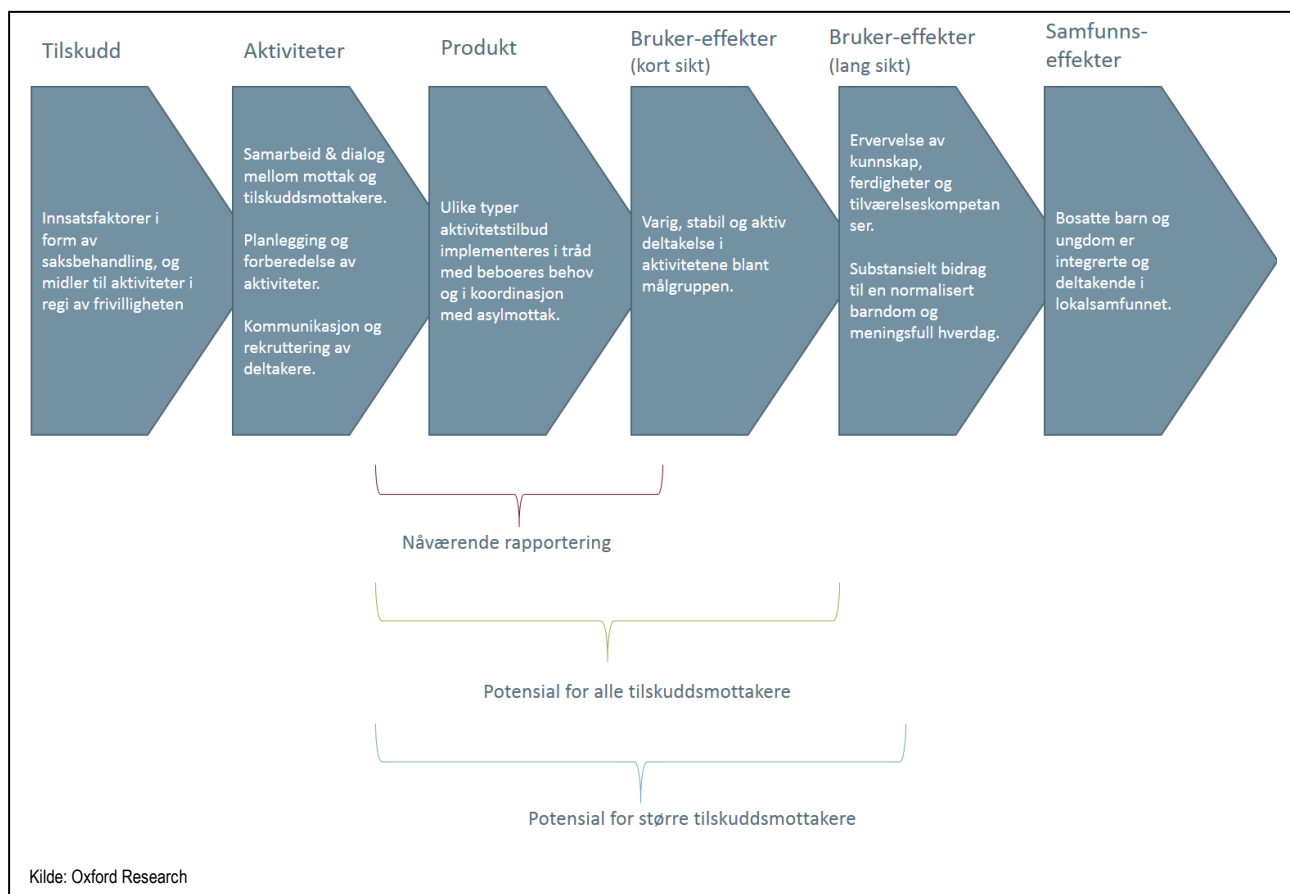 Tilskudd
Aktiviteter
Produkt
Bruker-effekter
(kort sikt)
Bruker-effekter
(lang sikt)
Samfunns-
effekter
Innsatsfaktorer i
form av
saksbehandling, og
midler til aktiviteter i
regi av frivilligheten
Samarbeid & dialog
mellom mottak og
tilskuddsmottakere.
Planlegging og
forberedelse av
aktiviteter.
Kommunikasjon og
rekruttering av
deltakere.
Ulike typer
aktivitetstilbud
implementeres i tråd
med beboeres behov
og i koordinasjon
med asylmottak.
Varig, stabil og aktiv
deltakelse i
aktivitetene blant
målgruppen.
Ervervelse av
kunnskap,
ferdigheter og
tilværelseskompetan
ser.
Substansielt bidrag
til en normalisert
barndom og
meningsfull hverdag.
Bosatte barn og
ungdom er
integrerte og
deltakende i
lokalsamfunnet.
Nåværende rapportering
Potensial for alle tilskuddsmottakere
Potensial for større tilskuddsmottakere
Kilde: Oxford Research